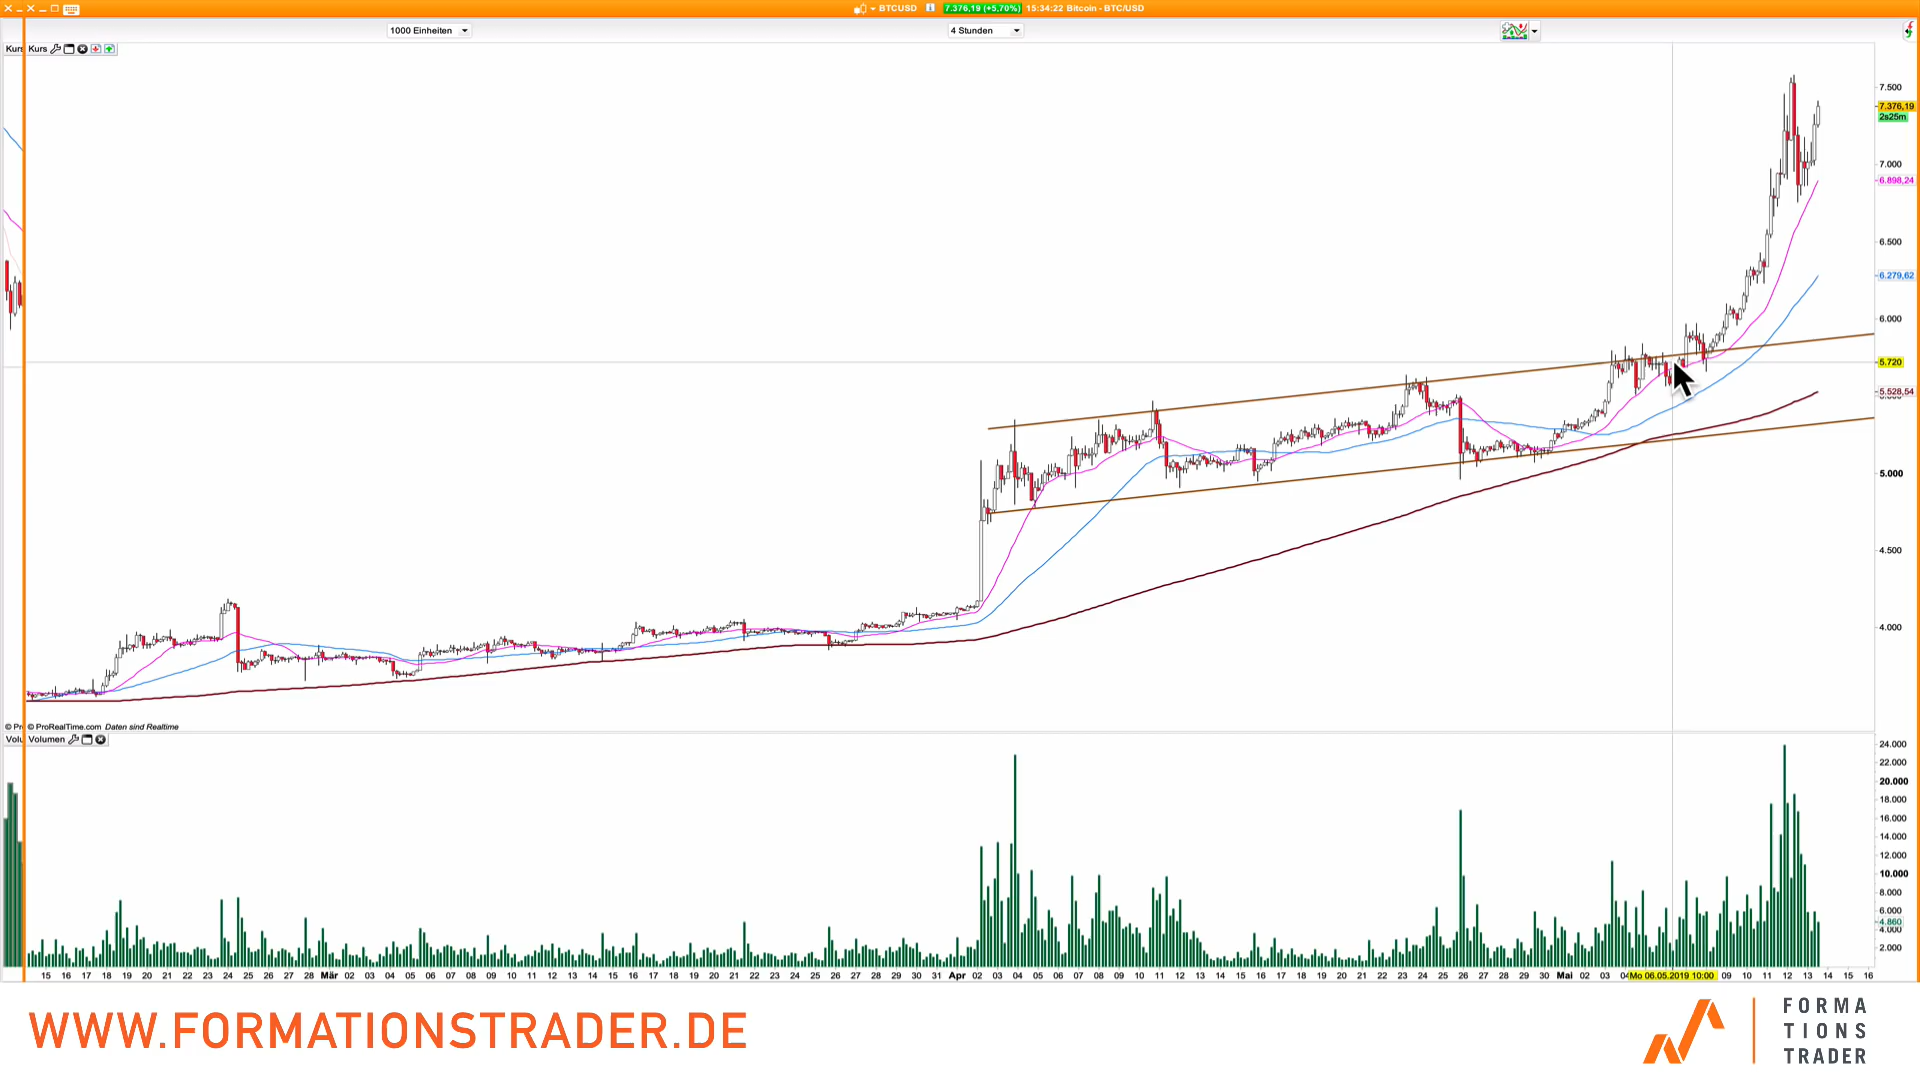 BTCUSD 7.376,19 (+5,70%) 15:34:22 Bitcoin - BTC/USD
1000 Einheiten
4 Stunden
Kurs Kurs
7.500
7.376,19
2s25m
7.000
6.898,24
6.500
6.279,62
6.000
5.720
5.528,54
5.000
4.500
4.000
© Pr © ProRealTime.com Daten sind Realtime
Volu Volumen
24.000
22.000
20.000
18.000
16.000
14.000
12.000
10.000
8.000
6.000
4.860
4.000
2.000
15 16 17 18 19 20 21 22 23 24 25 26 27 28 Mär 02 03 04 05 06 07 08 09 10 11 12 13 14 15 16 17 18 19 20 21 22 23 24 25 26 27 28 29 30 31 Apr 02 03 04 05 06 07 08 09 10 11 12 13 14 15 16 17 18 19 20 21 22 23 24 25 26 27 28 29 30 Mai 02 03 Mo 06.05.2019 10:00 09 10 11 12 13 14 15 16
WWW.FORMATIONSTRADER.DE
FORMA
TIONS
TRADER